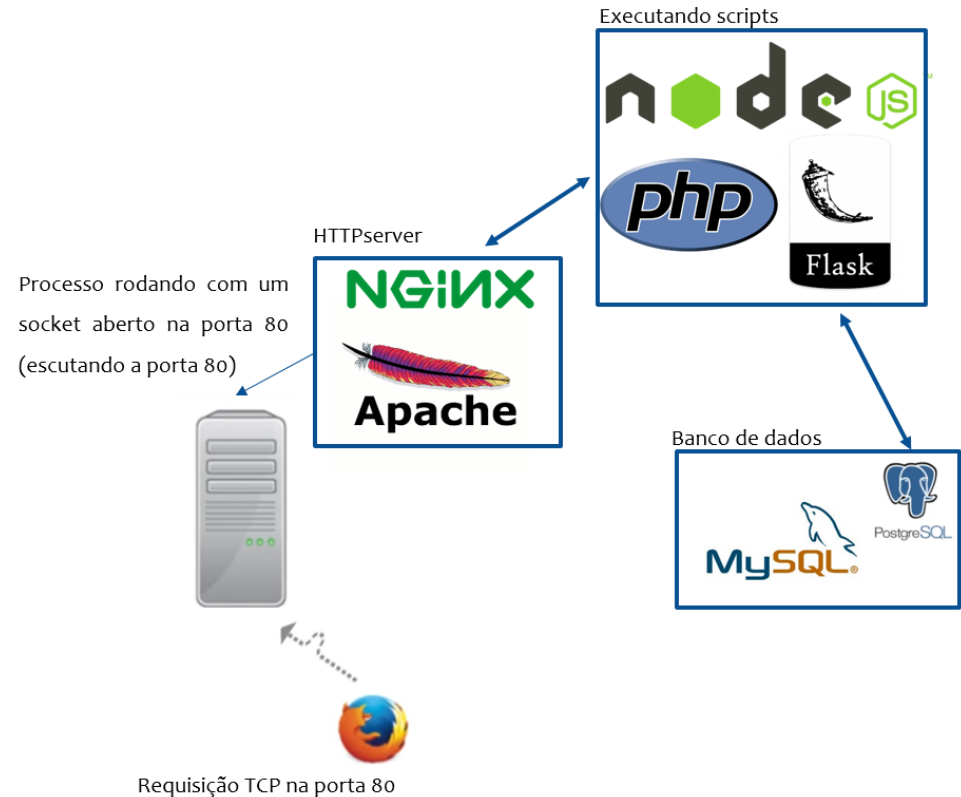 Executando scripts
node
JS
TM
php
Flask
HTTPserver
NGiNX
Apache
Processo rodando com um
socket aberto na porta 80
(escutando a porta 80)
Banco de dados
PostgreSQL
MySQL®
Requisição TCP na porta 80